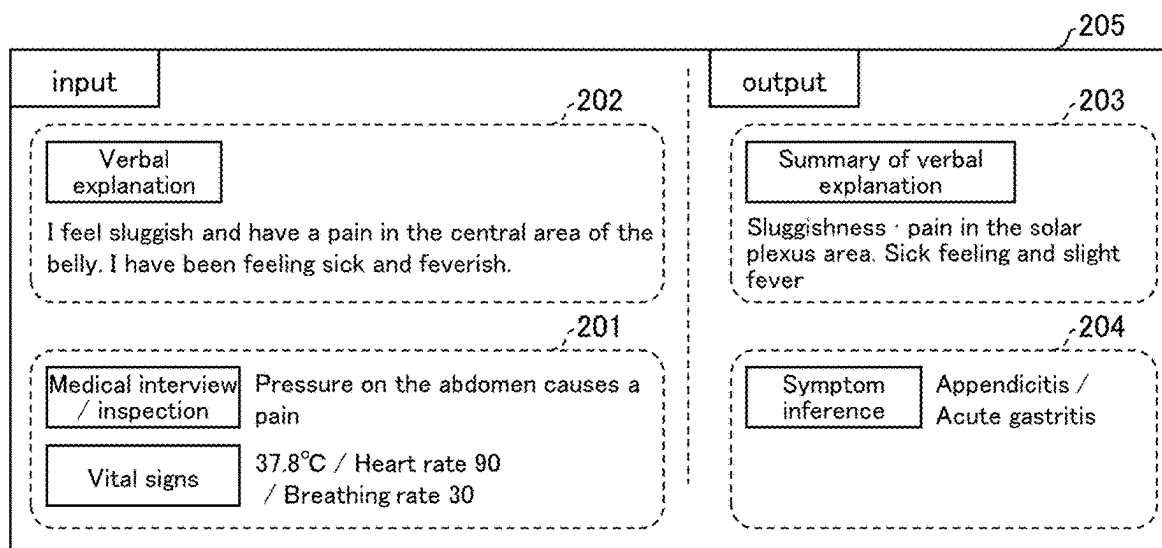 205
input
202
Verbal
explanation
I feel sluggish and have a pain in the central area of the
belly. I have been feeling sick and feverish.
201
Medical interview
/ inspection
Pressure on the abdomen causes a
pain
Vital signs
37.8℃ / Heart rate 90
/ Breathing rate 30
output
203
Summary of verbal
explanation
Sluggishness · pain in the solar
plexus area. Sick feeling and slight
fever
204
Symptom
inference
Appendicitis /
Acute gastritis